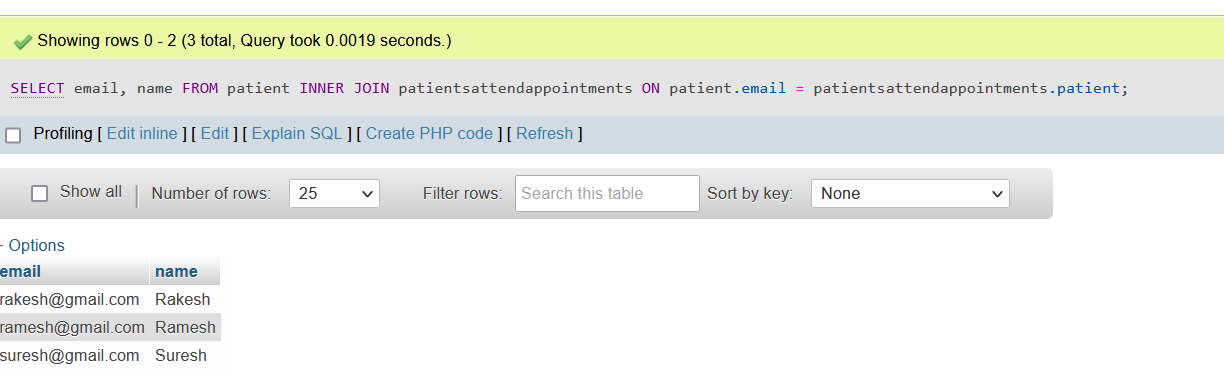 Showing rows 0 - 2 (3 total, Query took 0.0019 seconds.)
SELECT email, name FROM patient INNER JOIN patientsattendappointments ON patient.email = patientsattendappointments.patient;
Profiling [ Edit inline ] [ Edit ] [ Explain SQL ] [ Create PHP code ] [ Refresh ]
Show all Number of rows: 25 Filter rows: Search this table Sort by key: None
Options
email name
rakesh@gmail.com Rakesh
ramesh@gmail.com Ramesh
suresh@gmail.com Suresh